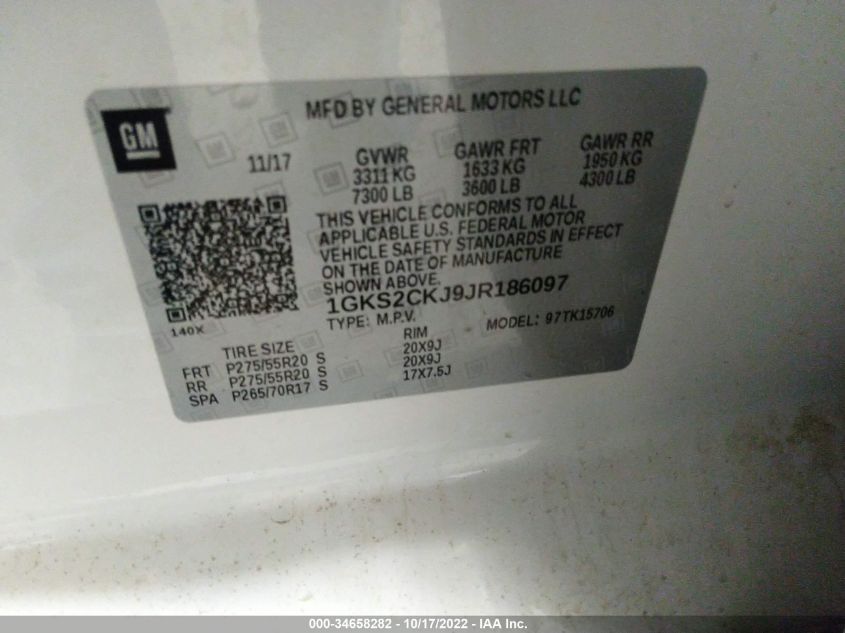 MFD BY GENERAL MOTORS LLC
GM
11/17 GVWR GAWR FRT GAWR RR
3311 KG 1633 KG 1950 KG
7300 LB 3600 LB 4300 LB
THIS VEHICLE CONFORMS TO ALL
APPLICABLE U.S. FEDERAL MOTOR
VEHICLE SAFETY STANDARDS IN EFFECT
ON THE DATE OF MANUFACTURE
SHOWN ABOVE.
1GKS2CKJ9JR186097
140X TYPE: M.P.V. MODEL: 97TK15706
TIRE SIZE RIM
FRT P275/55R20 S 20X9J
RR P275/55R20 S 20X9J
SPA P265/70R17 S 17X7.5J
000-34658282 - 10/17/2022 - IAA Inc.